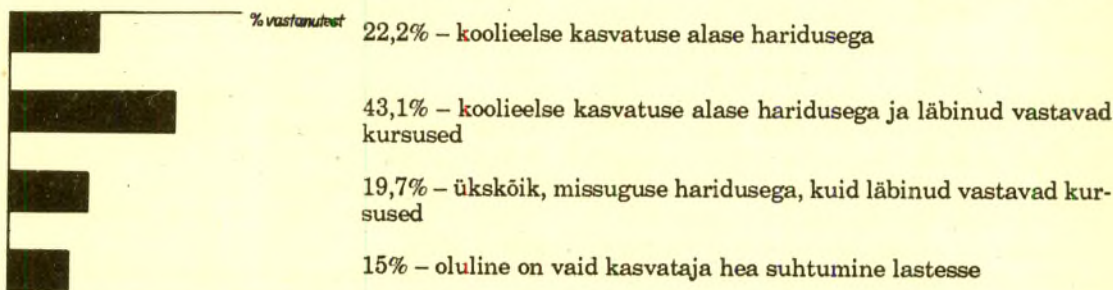 % vastanutest
22,2% – koolieelse kasvatuse alase haridusega
43,1% – koolieelse kasvatuse alase haridusega ja läbinud vastavad
kursused
19,7% – ükskõik, missuguse haridusega, kuid läbinud vastavad kur-
sused
15% – oluline on vaid kasvataja hea suhtumine lastesse